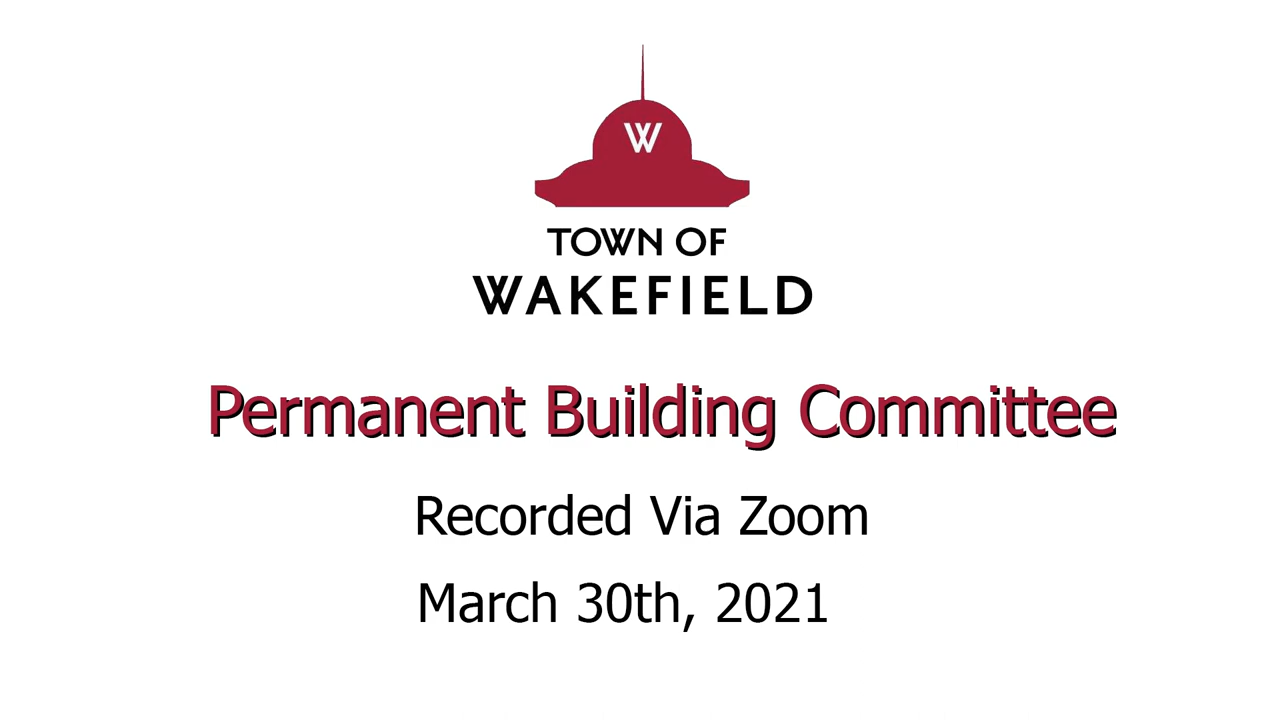 W
TOWN OF
WAKEFIELD
Permanent Building Committee
Recorded Via Zoom
March 30th, 2021